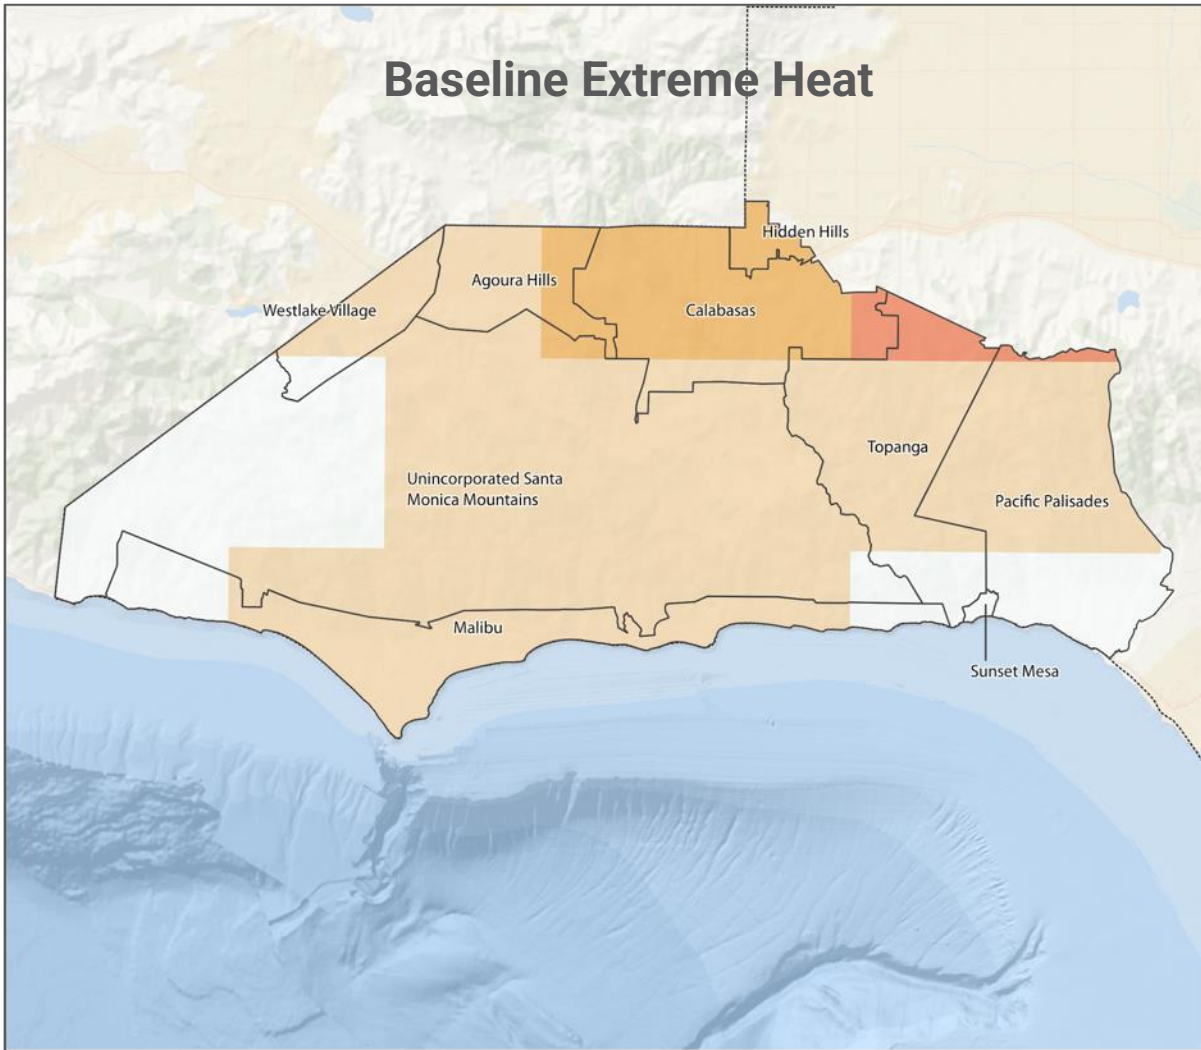 Baseline Extreme Heat
Hidden Hills
Agoura Hills
Westlake Village
Calabasas
Topanga
Unincorporated Santa
Monica Mountains
Pacific Palisades
Malibu
Sunset Mesa